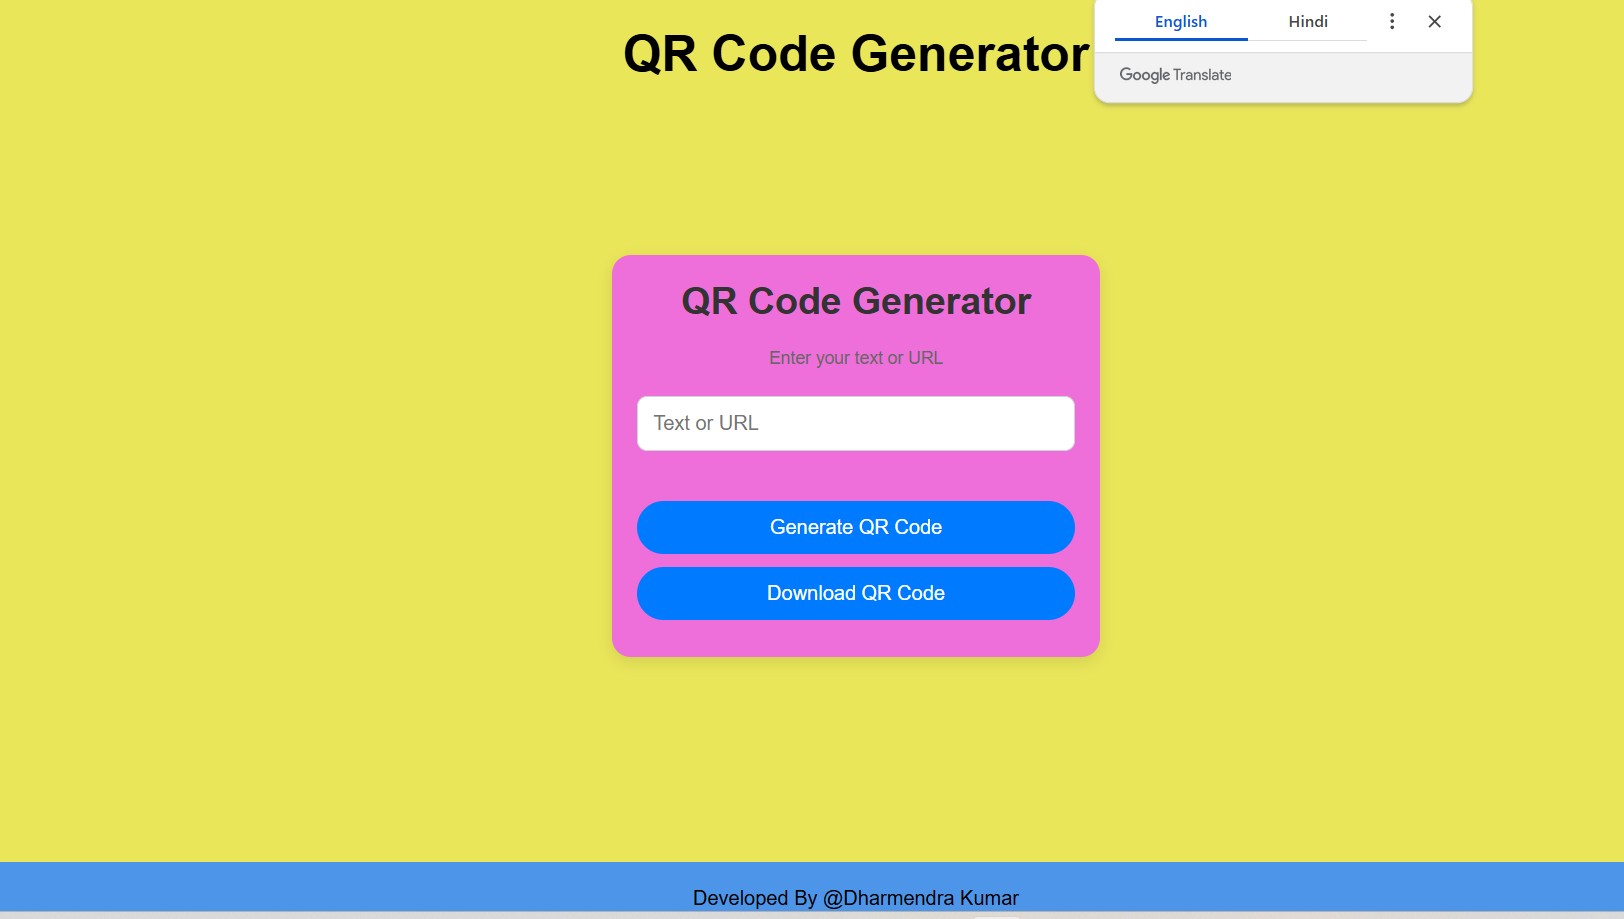 QR Code Generator
English Hindi
Google Translate
QR Code Generator
Enter your text or URL
Text or URL
Generate QR Code
Download QR Code
Developed By @Dharmendra Kumar